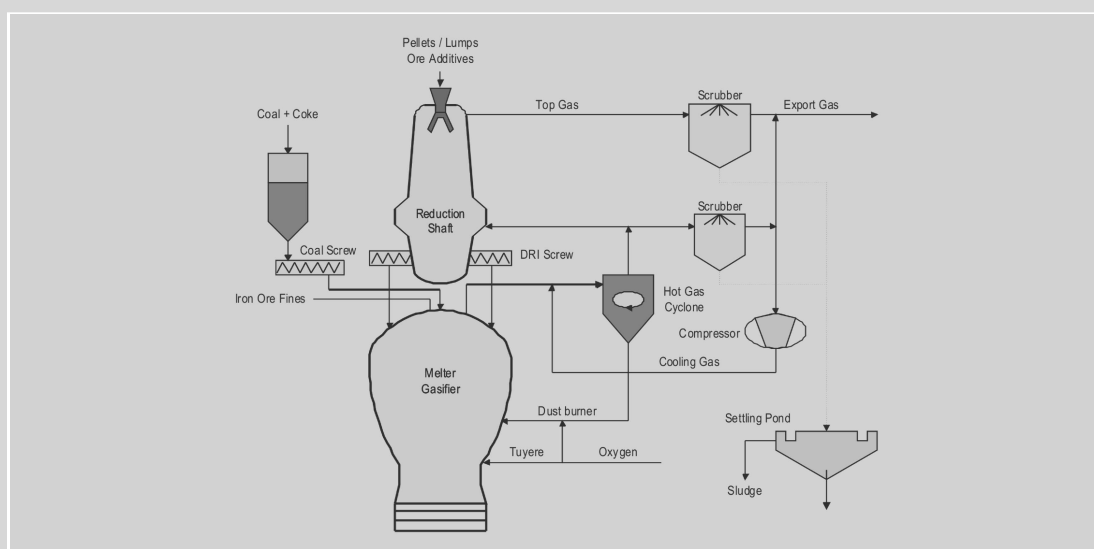 Pellets / Lumps
Ore Additives
Coal + Coke
Top Gas
Scrubber
Export Gas
Reduction
Shaft
Scrubber
Coal Screw
DRI Screw
Iron Ore Fines
Hot Gas
Cyclone
Compressor
Cooling Gas
Melter
Gasifier
Dust burner
Settling Pond
Tuyere
Oxygen
Sludge